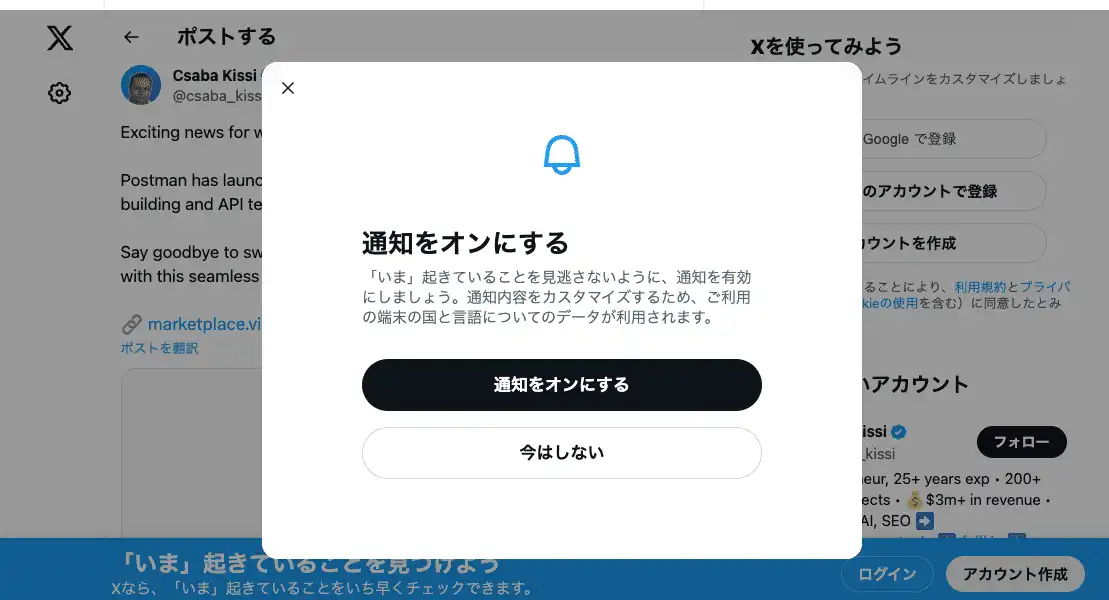 ポストする
Csaba Kissi
@csaba_kiss
Exciting news for w
Postman has launc
building and API te
Say goodbye to sw
with this seamless
marketplace.vi
ポストを翻訳
通知をオンにする
「いま」起きていることを見逃さないように、通知を有効
にしましょう。通知内容をカスタマイズするため、ご利用
の端末の国と言語についてのデータが利用されます。
通知をオンにする
今はしない
Xを使ってみよう
イムラインをカスタマイズしましょ
Google で登録
のアカウントで登録
カウントを作成
ることにより、利用規約とプライバ
kieの使用を含む）に同意したとみ
いアカウント
issi
_kissi
フォロー
eur, 25+ years exp • 200+
ects • 💰 $3m+ in revenue •
AI, SEO ➡️
「いま」起きていることを見つけよう
Xなら、「いま」起きていることをいち早くチェックできます。
ログイン
アカウント作成